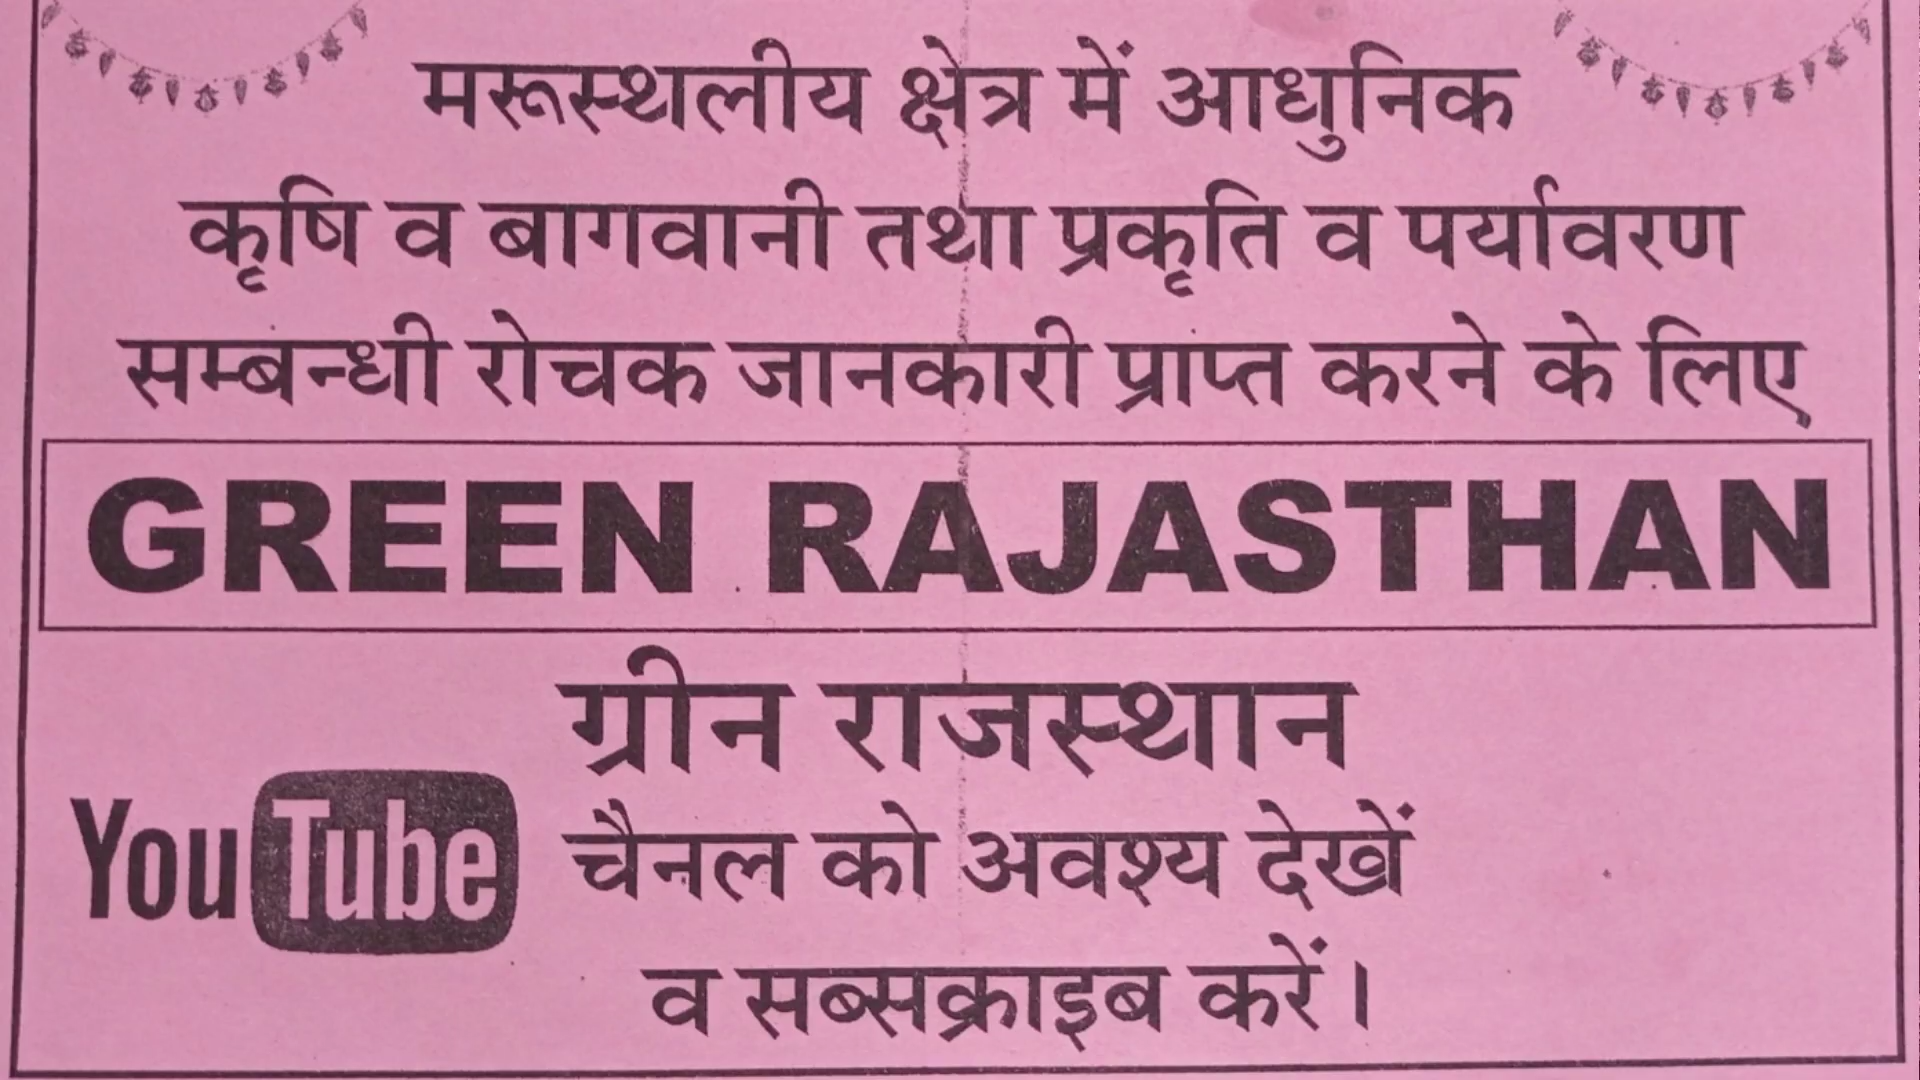 मरूस्थलीय क्षेत्र में आधुनिक
कृषि व बागवानी तथा प्रकृति व पर्यावरण
सम्बन्धी रोचक जानकारी प्राप्त करने के लिए
GREEN RAJASTHAN
ग्रीन राजस्थान
YouTube चैनल को अवश्य देखें
व सब्सक्राइब करें।